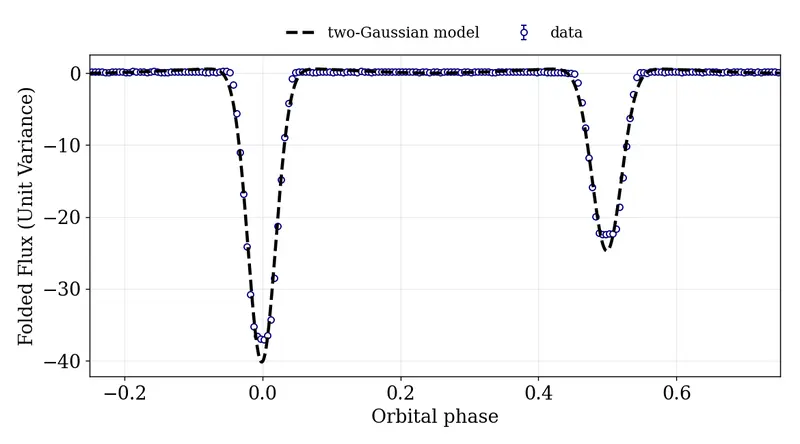 two-Gaussian model
data
Folded Flux (Unit Variance)
0
−10
−20
−30
−40
−0.2
0.0
0.2
0.4
0.6
Orbital phase